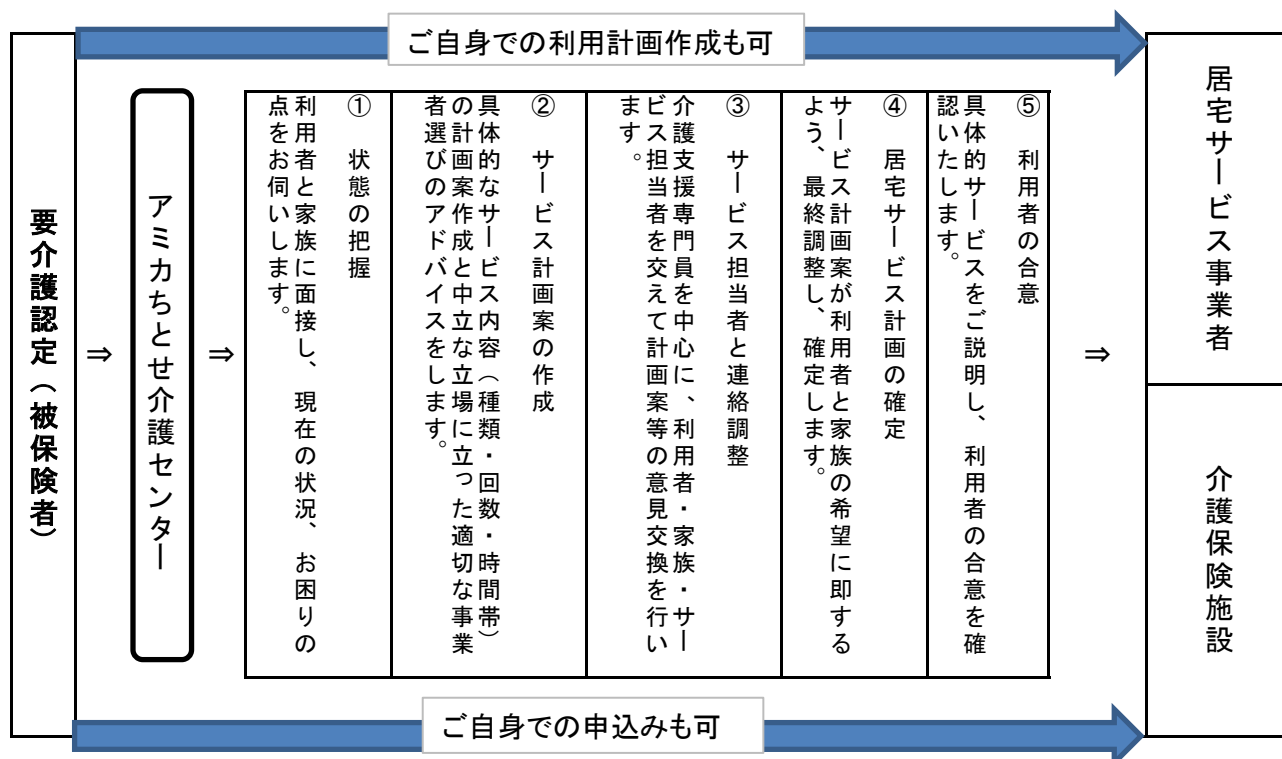 ご自身での利用計画作成も可
要介護認定（被保険者）
⇒
アミカちとせ介護センター
⇒
①　状態の把握
利用者と家族に面接し、現在の状況、お困りの
点をお伺いします。
②　サービス計画案の作成
具体的なサービス内容（種類・回数・時間帯）
の計画案作成と中立な立場に立った適切な事業
者選びのアドバイスをします。
③　サービス担当者と連絡調整
介護支援専門員を中心に、利用者・家族・サー
ビス担当者を交えて計画案等の意見交換を行い
ます。
④　居宅サービス計画の確定
サービス計画案が利用者と家族の希望に即する
よう、最終調整し、確定します。
⑤　利用者の合意
具体的サービスをご説明し、利用者の合意を確
認いたします。
⇒
居宅サービス事業者
介護保険施設
ご自身での申込みも可